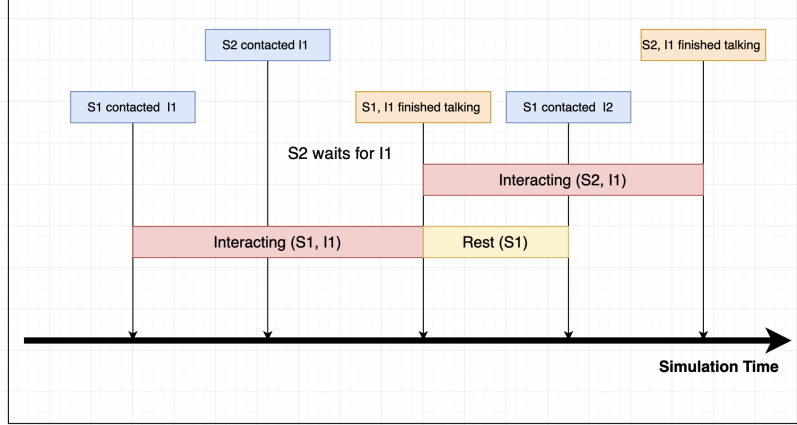 S2 contacted I1
S2, I1 finished talking
S1 contacted I1
S1, I1 finished talking
S1 contacted I2
S2 waits for I1
Interacting (S2, I1)
Interacting (S1, I1)
Rest (S1)
Simulation Time